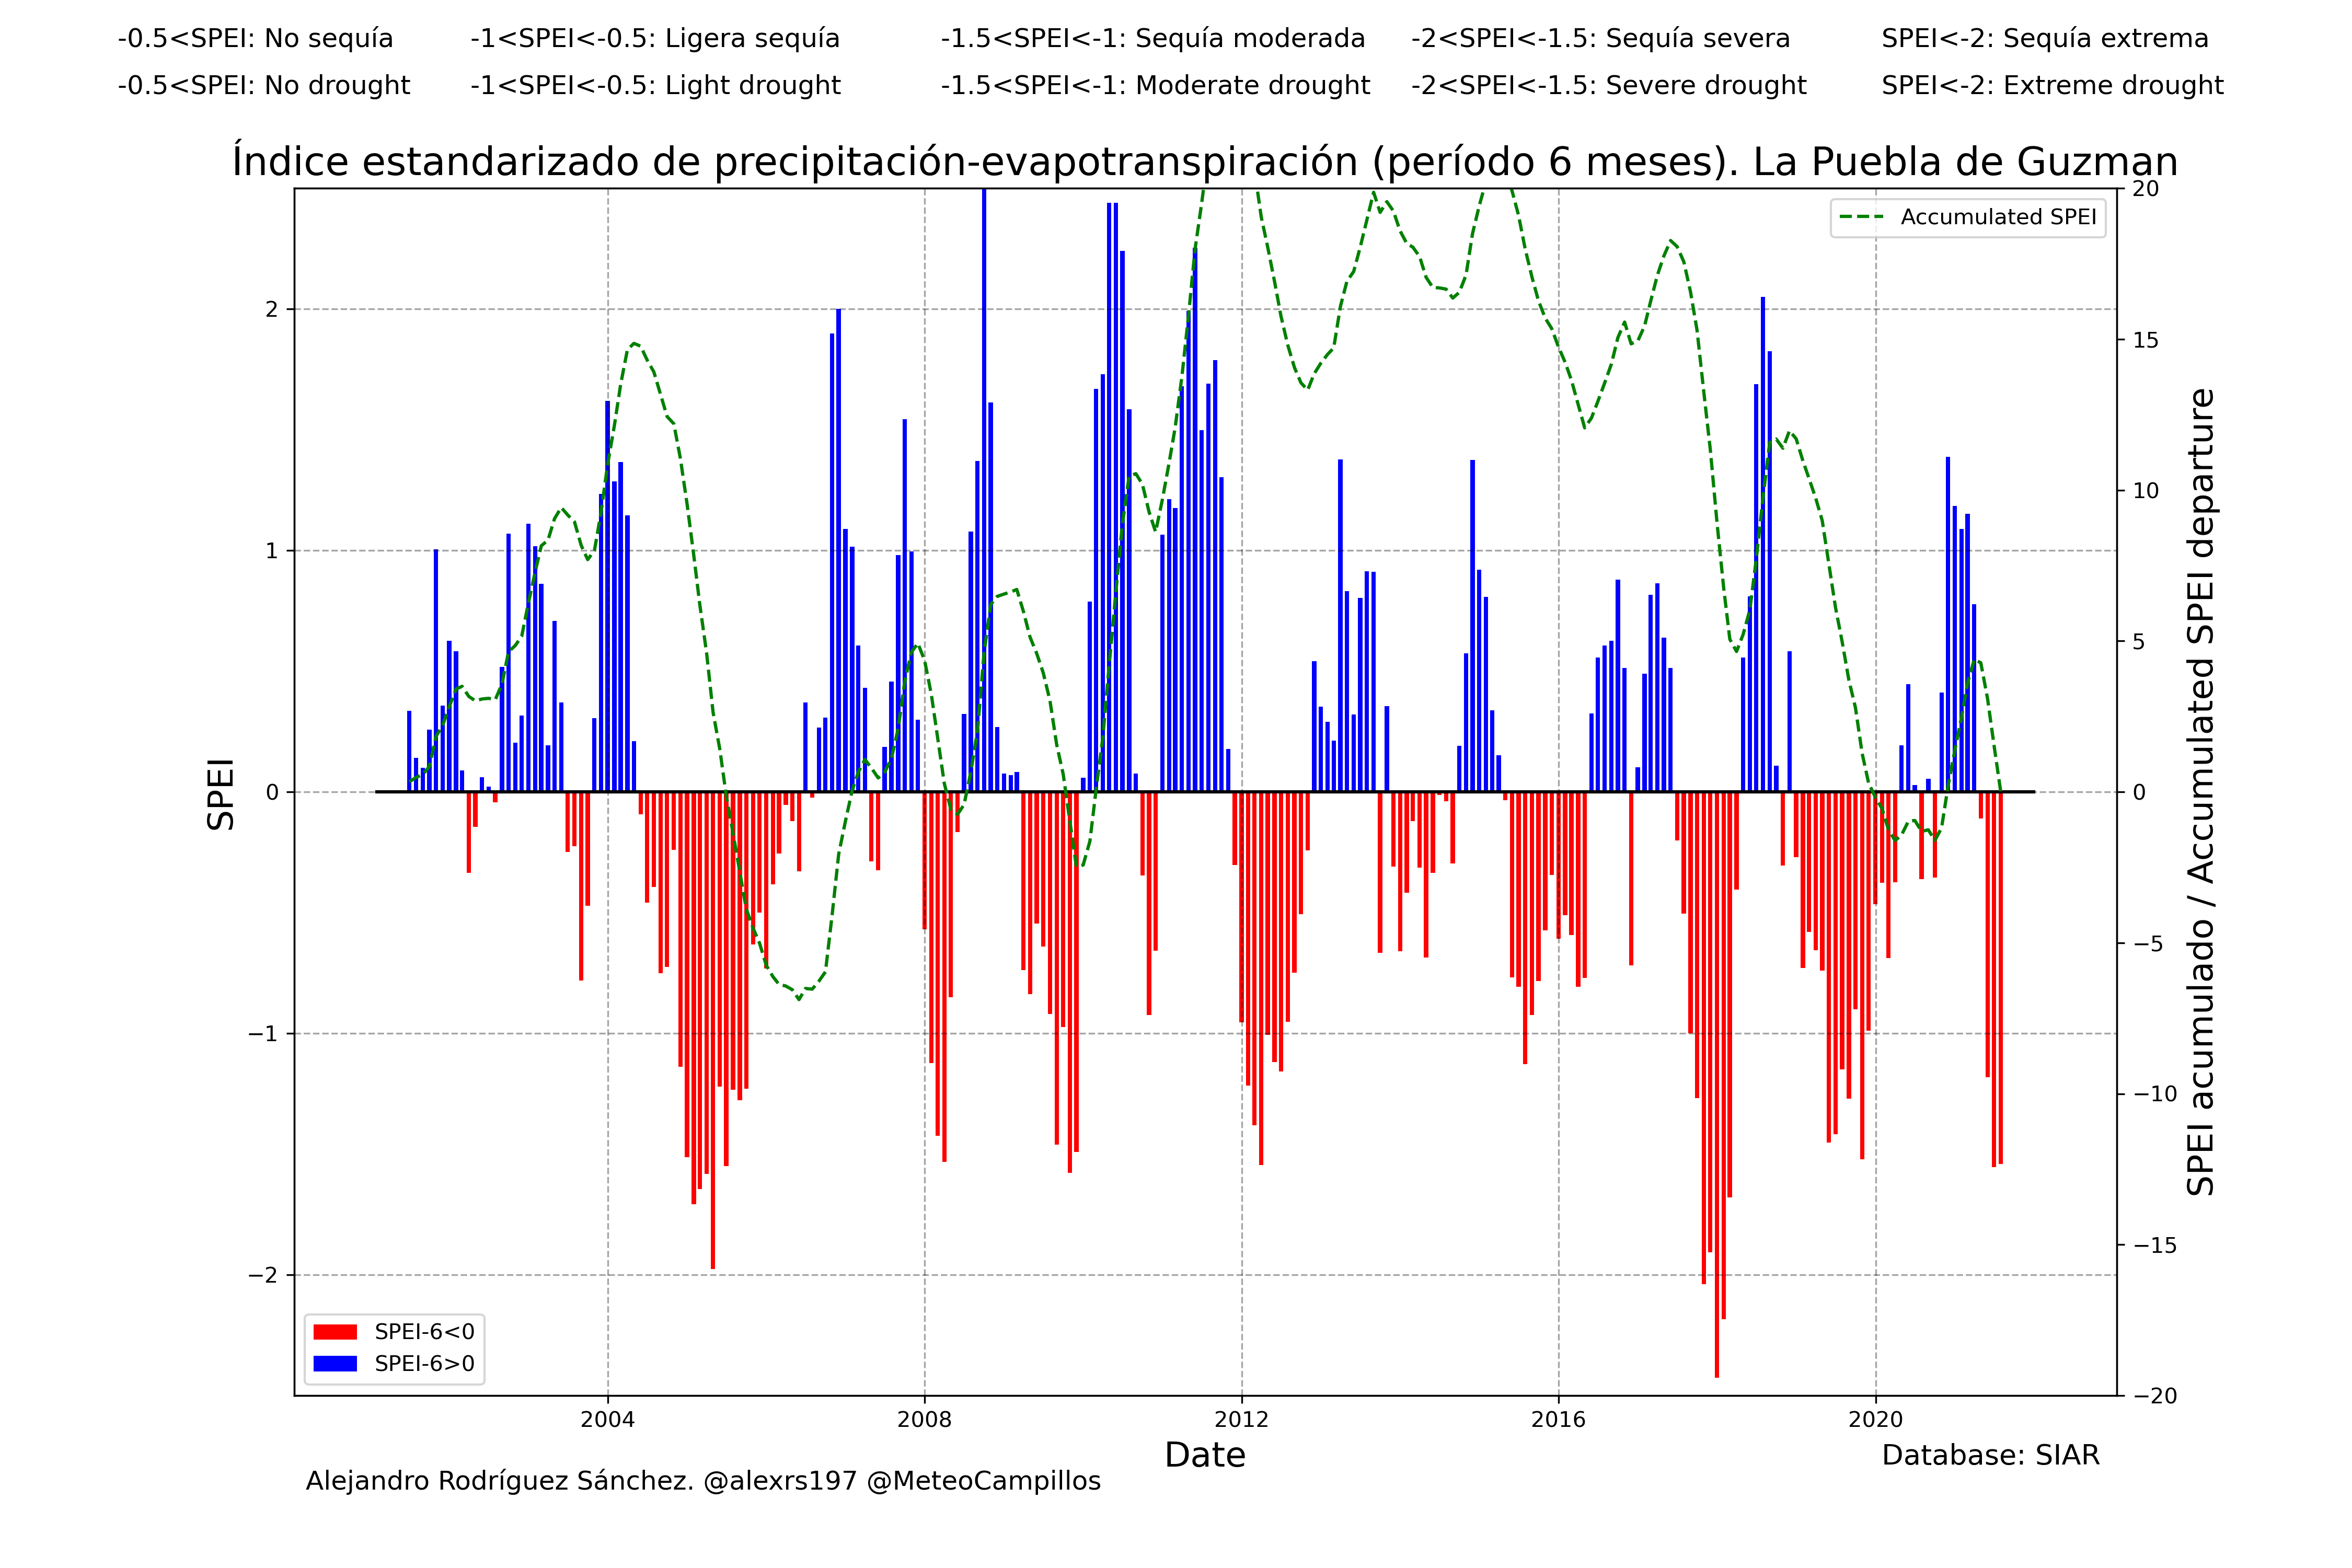 -0.5<SPEI: No sequía -1<SPEI<-0.5: Ligera sequía -1.5<SPEI<-1: Sequía moderada -2<SPEI<-1.5: Sequía severa SPEI<-2: Sequía extrema
-0.5<SPEI: No drought -1<SPEI<-0.5: Light drought -1.5<SPEI<-1: Moderate drought -2<SPEI<-1.5: Severe drought SPEI<-2: Extreme drought
Índice estandarizado de precipitación-evapotranspiración (período 6 meses). La Puebla de Guzman
SPEI
2
1
0
−1
−2
Accumulated SPEI
20
15
10
5
0
−5
−10
−15
−20
SPEI acumulado / Accumulated SPEI departure
SPEI-6<0
SPEI-6>0
2004 2008 2012 2016 2020
Date
Database: SIAR
Alejandro Rodríguez Sánchez. @alexrs197 @MeteoCampillos